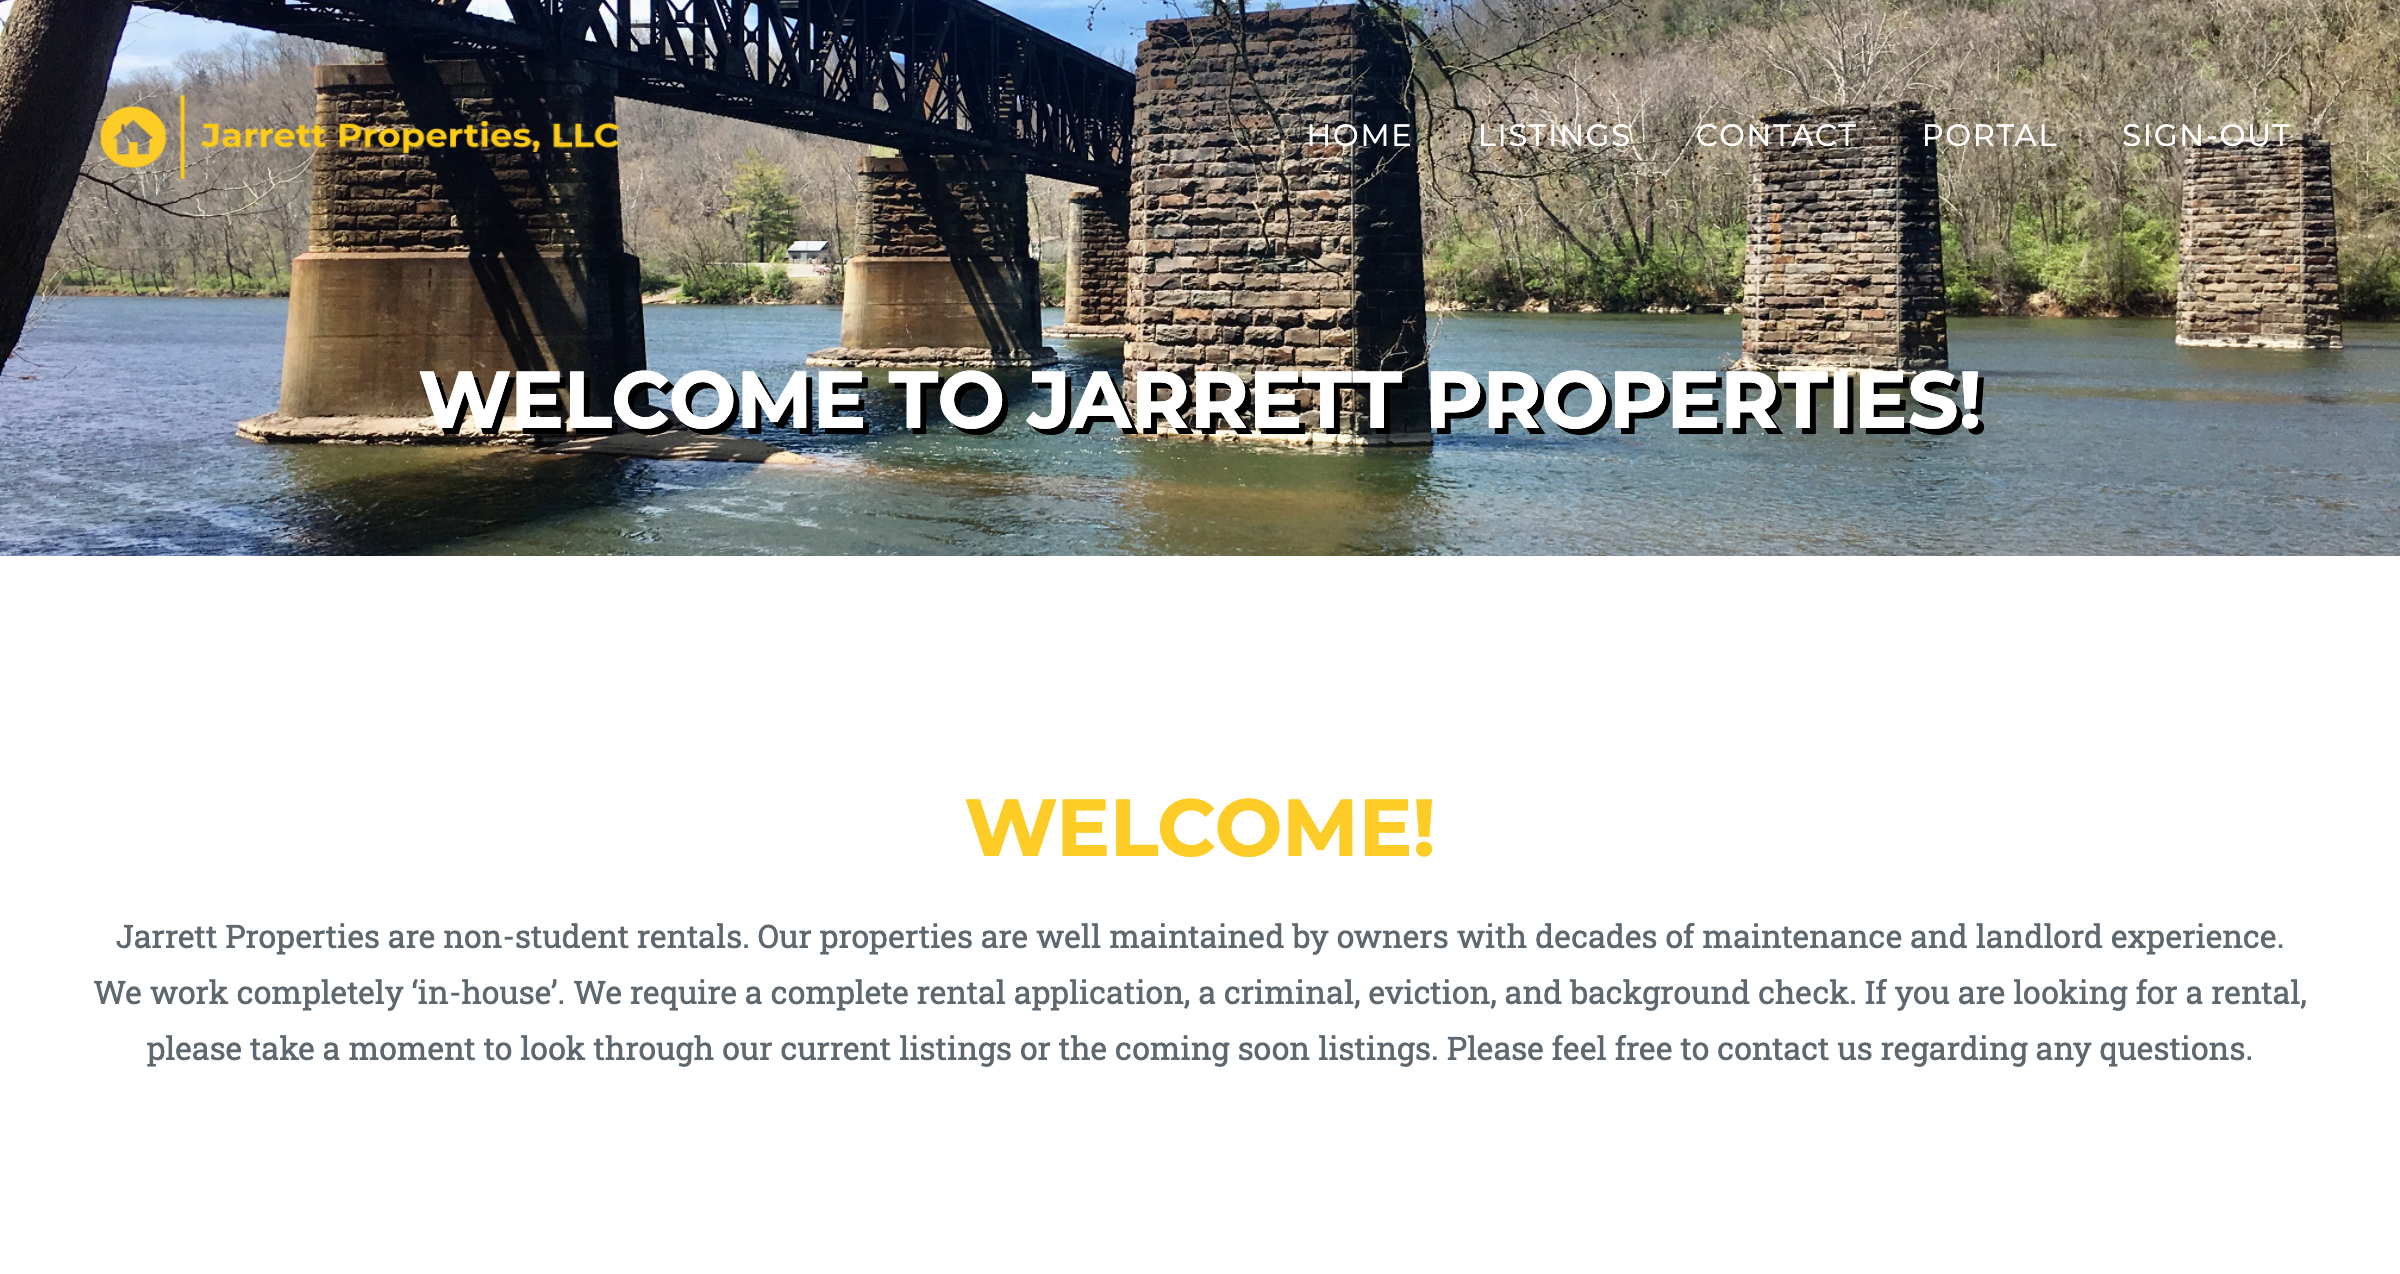 Jarrett Properties, LLC
HOME LISTINGS CONTACT PORTAL SIGN-OUT
WELCOME TO JARRETT PROPERTIES!
WELCOME!
Jarrett Properties are non-student rentals. Our properties are well maintained by owners with decades of maintenance and landlord experience.
We work completely ‘in-house’. We require a complete rental application, a criminal, eviction, and background check. If you are looking for a rental,
please take a moment to look through our current listings or the coming soon listings. Please feel free to contact us regarding any questions.